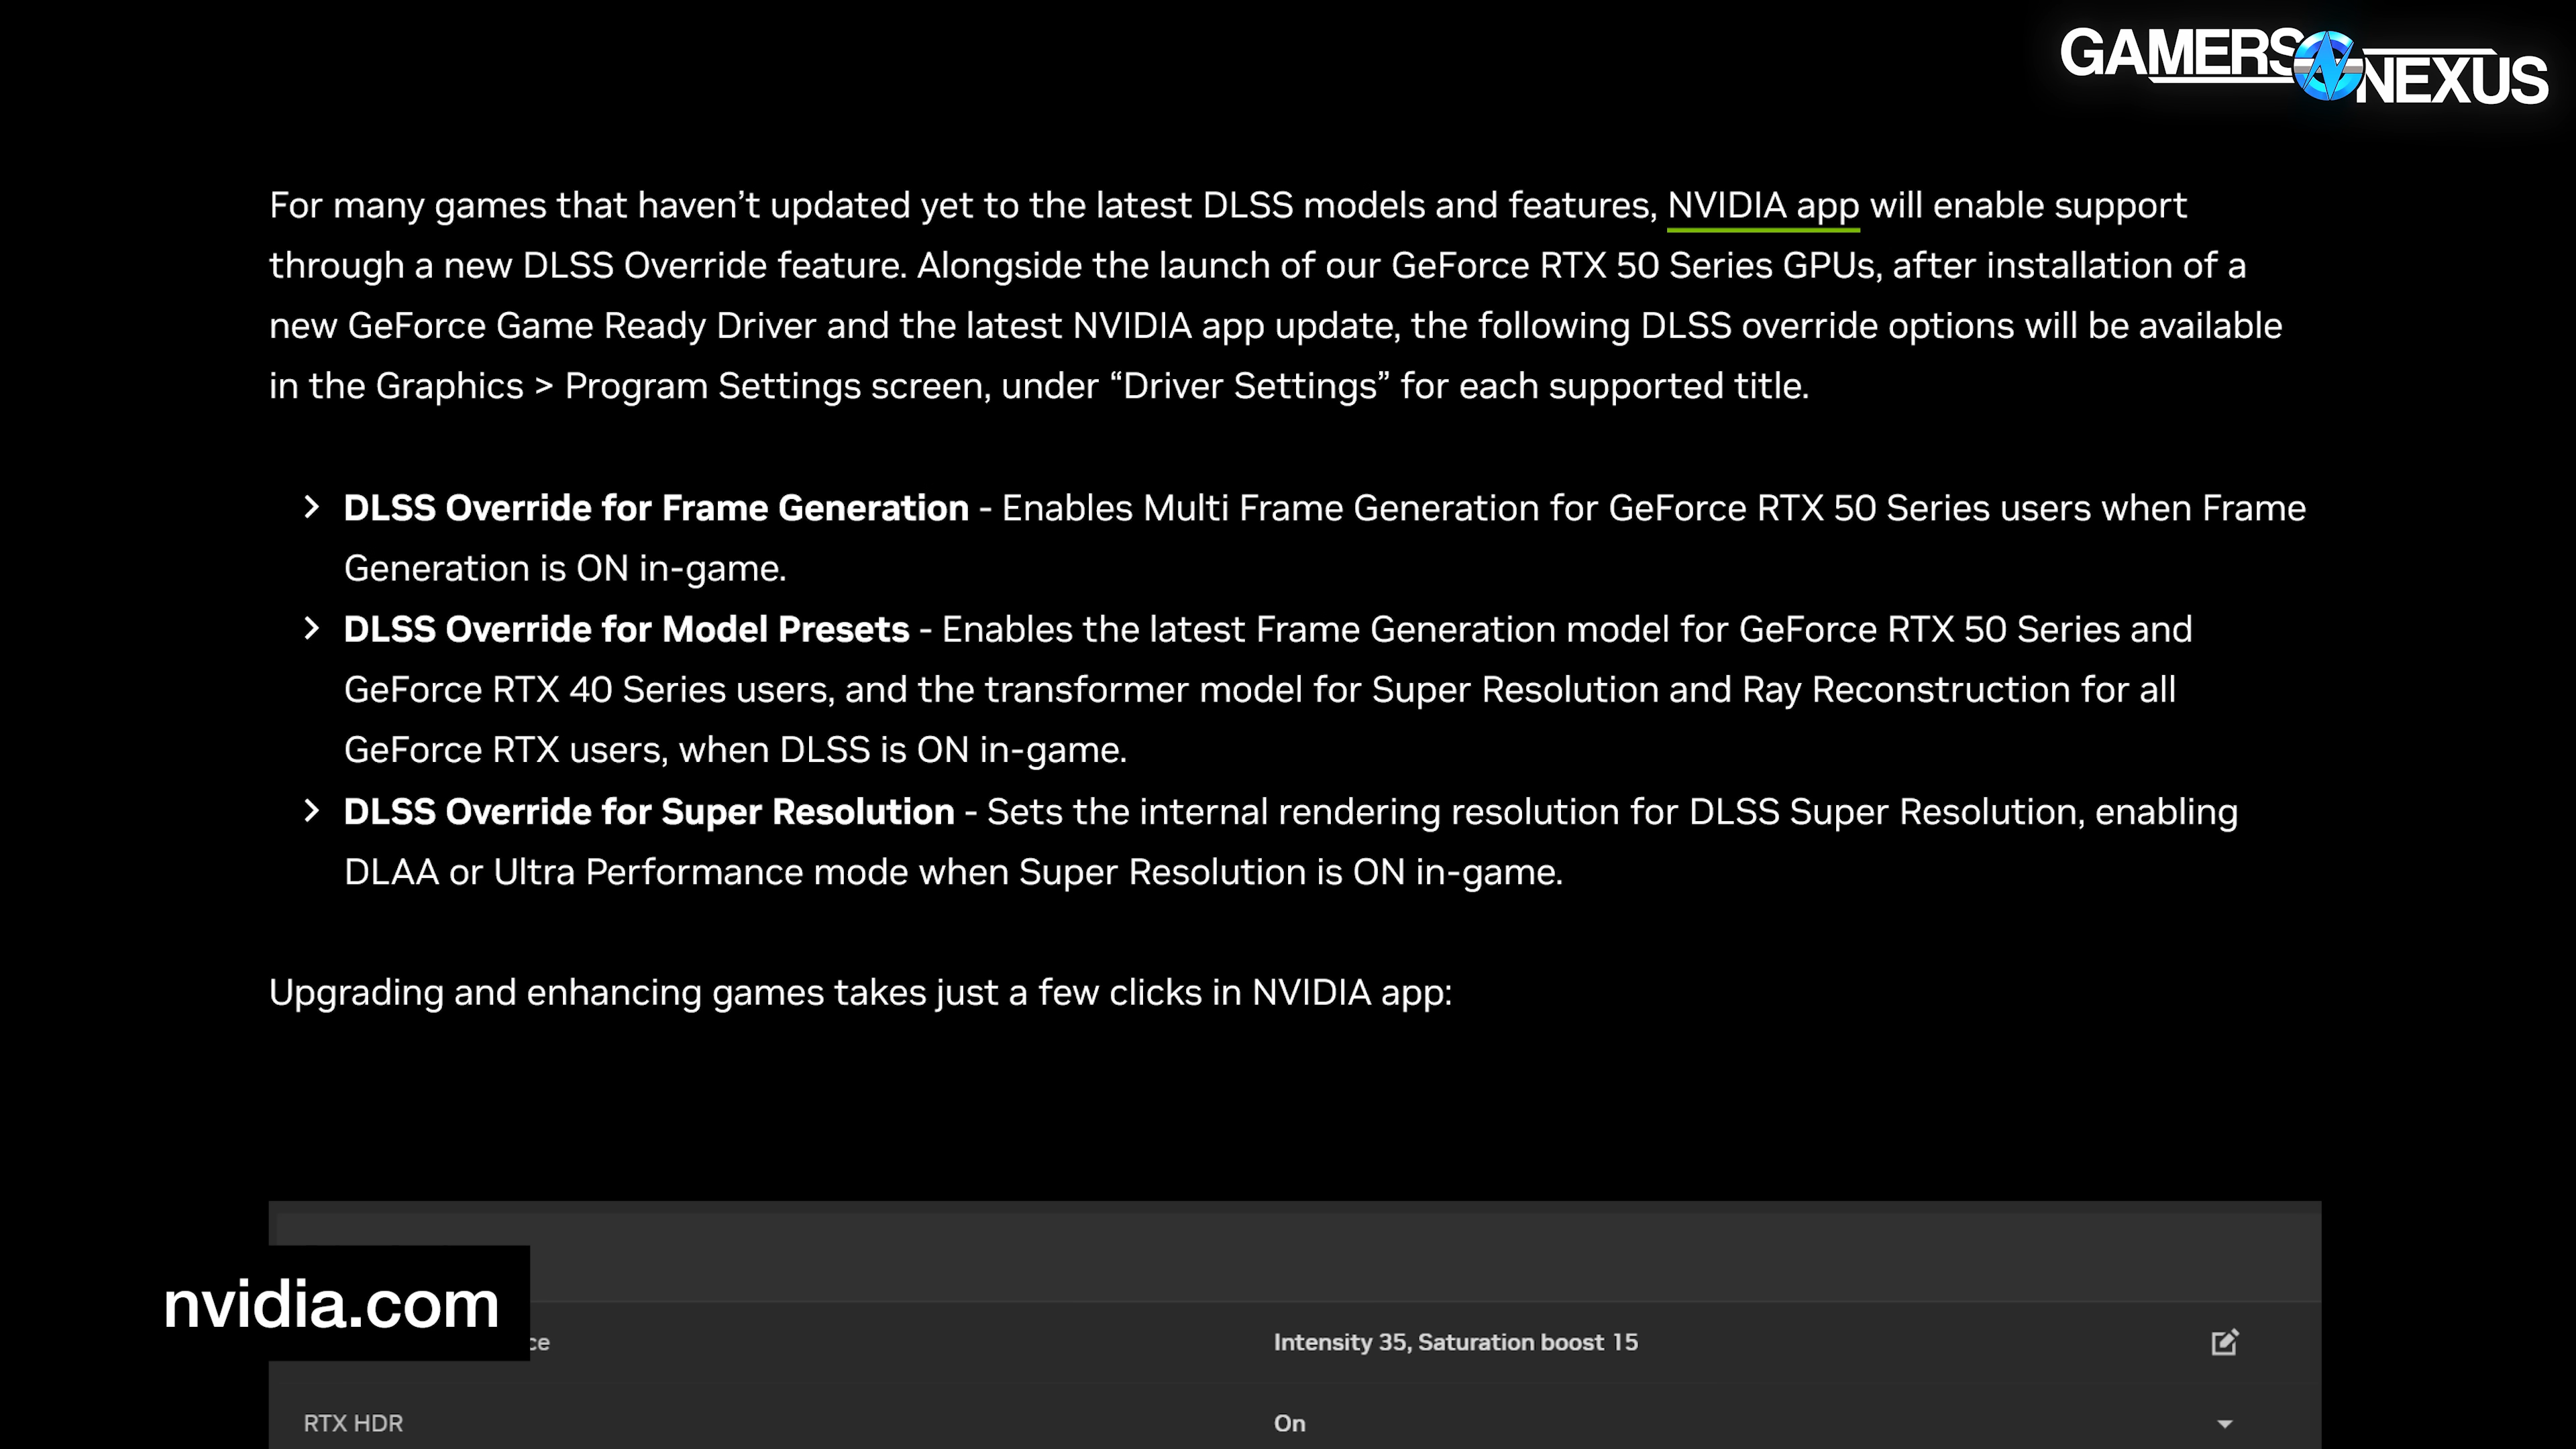 GAMERS NEXUS
For many games that haven’t updated yet to the latest DLSS models and features, NVIDIA app will enable support
through a new DLSS Override feature. Alongside the launch of our GeForce RTX 50 Series GPUs, after installation of a
new GeForce Game Ready Driver and the latest NVIDIA app update, the following DLSS override options will be available
in the Graphics > Program Settings screen, under “Driver Settings” for each supported title.
DLSS Override for Frame Generation - Enables Multi Frame Generation for GeForce RTX 50 Series users when Frame
Generation is ON in-game.
DLSS Override for Model Presets - Enables the latest Frame Generation model for GeForce RTX 50 Series and
GeForce RTX 40 Series users, and the transformer model for Super Resolution and Ray Reconstruction for all
GeForce RTX users, when DLSS is ON in-game.
DLSS Override for Super Resolution - Sets the internal rendering resolution for DLSS Super Resolution, enabling
DLAA or Ultra Performance mode when Super Resolution is ON in-game.
Upgrading and enhancing games takes just a few clicks in NVIDIA app:
nvidia.com
Intensity 35, Saturation boost 15
RTX HDR On